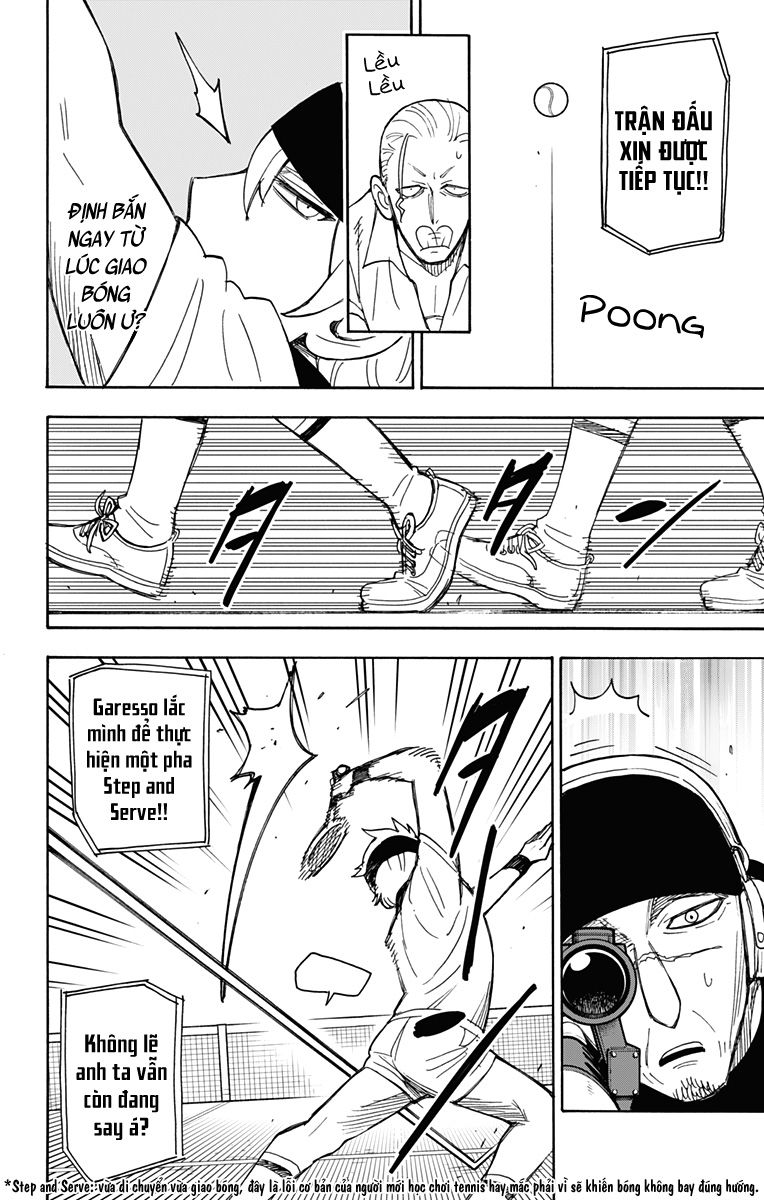 TRẬN ĐẤU
XIN ĐƯỢC
TIẾP TỤC!!
Poong
Lều
Lều
ĐỊNH BẮN
NGAY TỪ
LÚC GIAO
BÓNG
LUÔN Ư?
タ
タ
タ
Garesso lắc
mình để thực
hiện một pha
Step and
Serve!!
Không lẽ
anh ta vẫn
còn đang
say á?
*Step and Serve: vừa di chuyển vừa giao bóng, đây là lỗi cơ bản của người mới học chơi tennis hay mắc phải vì sẽ khiến bóng không bay đúng hướng.